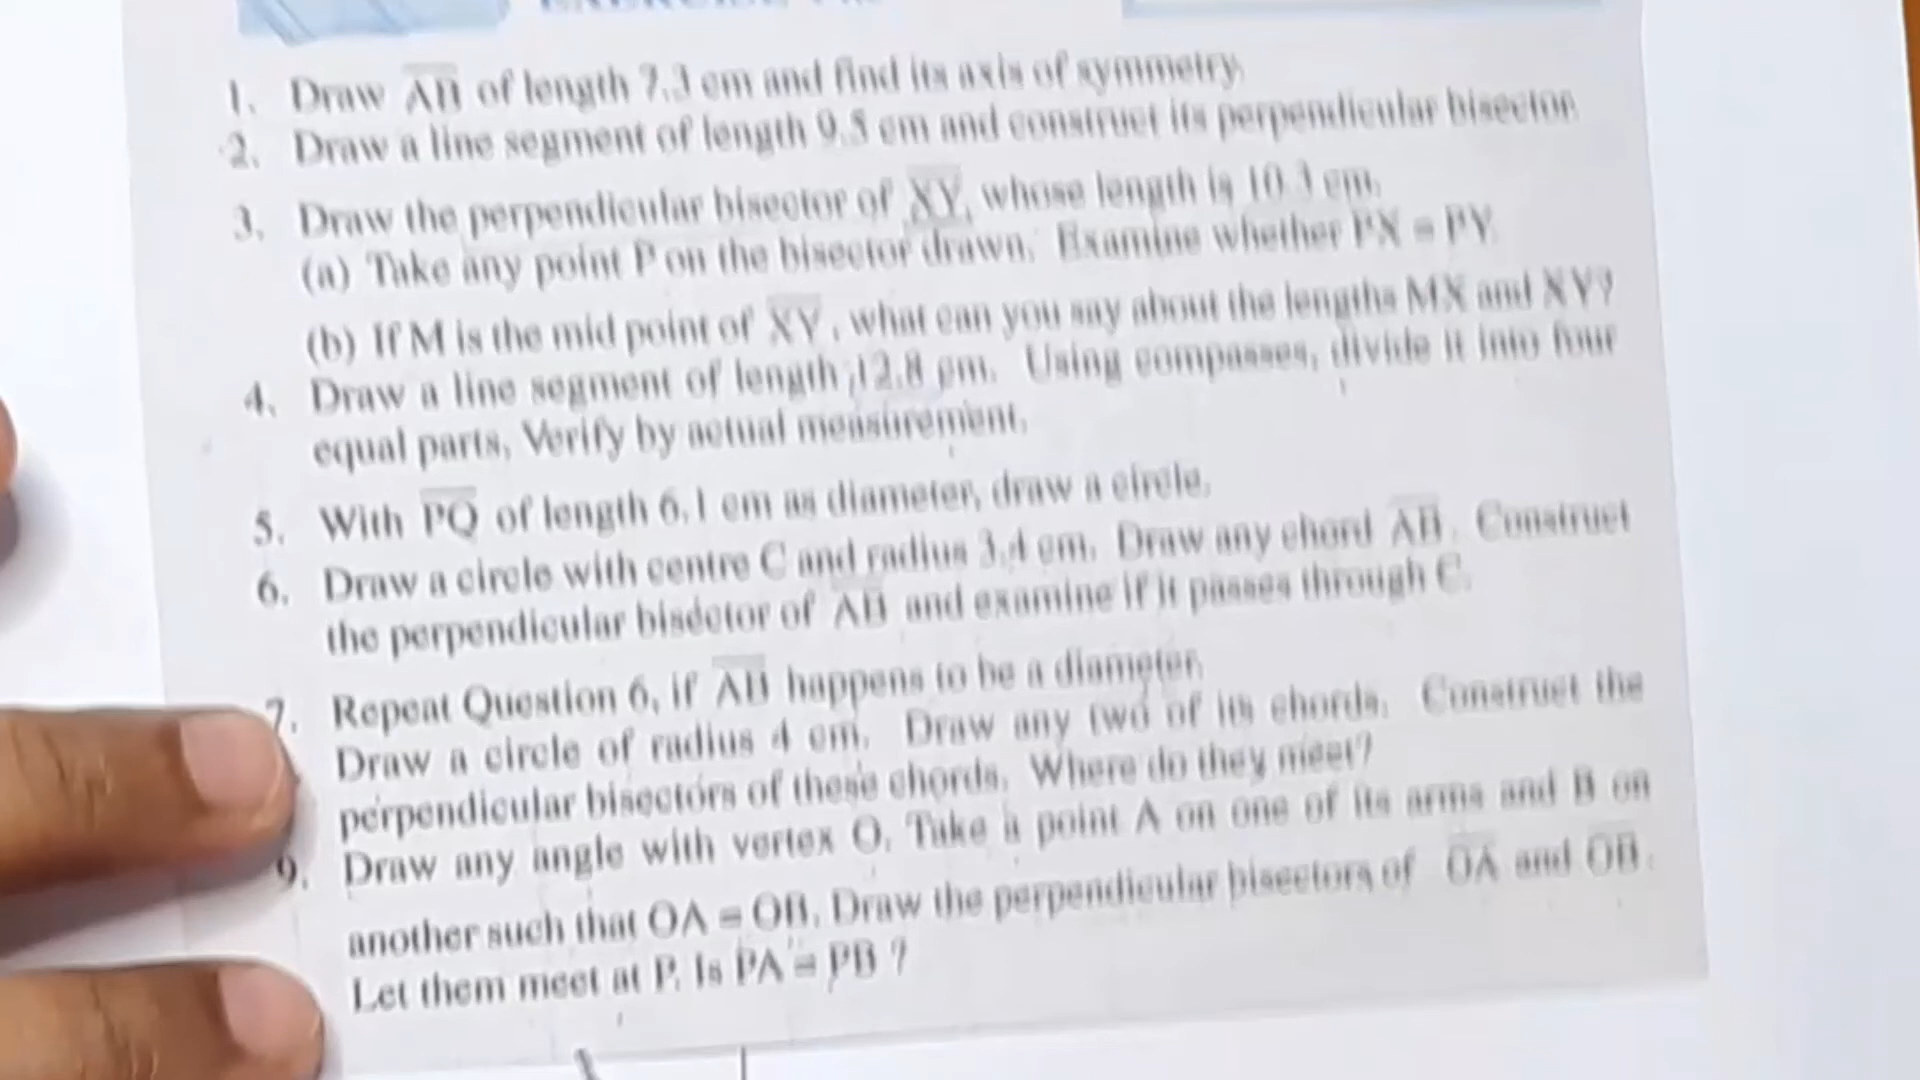 1. Draw AB of length 7.3 cm and find its axis of symmetry.
2. Draw a line segment of length 9.5 cm and construct its perpendicular bisector.
3. Draw the perpendicular bisector of XY, whose length is 10.3 cm.
(a) Take any point P on the bisector drawn. Examine whether PX = PY.
(b) If M is the mid point of XY, what can you say about the lengths MX and XY?
4. Draw a line segment of length 12.8 cm. Using compasses, divide it into four
equal parts. Verify by actual measurement.
5. With PQ of length 6.1 cm as diameter, draw a circle.
6. Draw a circle with centre C and radius 3.4 cm. Draw any chord AB. Construct
the perpendicular bisector of AB and examine if it passes through C.
7. Repeat Question 6, if AB happens to be a diameter.
Draw a circle of radius 4 cm. Draw any two of its chords. Construct the
perpendicular bisectors of these chords. Where do they meet?
9. Draw any angle with vertex O. Take a point A on one of its arms and B on
another such that OA = OB. Draw the perpendicular bisectors of OA and OB.
Let them meet at P. Is PA = PB ?